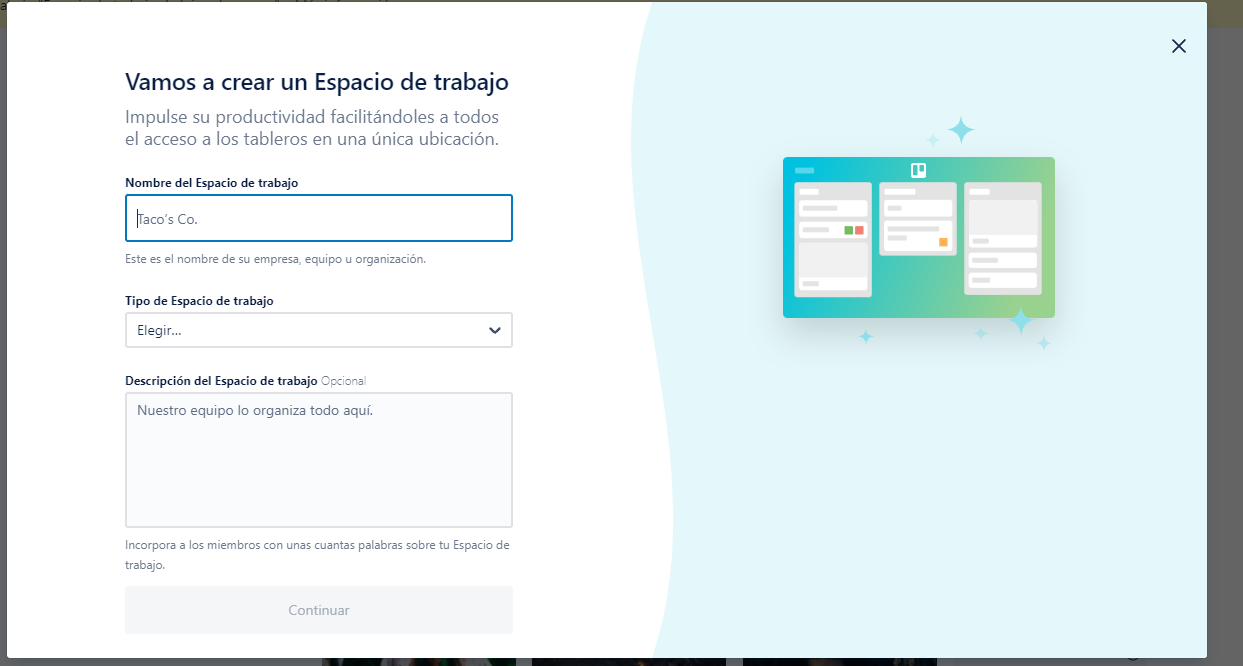 Vamos a crear un Espacio de trabajo
Impulse su productividad facilitándoles a todos
el acceso a los tableros en una única ubicación.
Nombre del Espacio de trabajo
Taco's Co.
Este es el nombre de su empresa, equipo u organización.
Tipo de Espacio de trabajo
Elegir...
Descripción del Espacio de trabajo Opcional
Nuestro equipo lo organiza todo aquí.
Incorpora a los miembros con unas cuantas palabras sobre tu Espacio de
trabajo.
Continuar